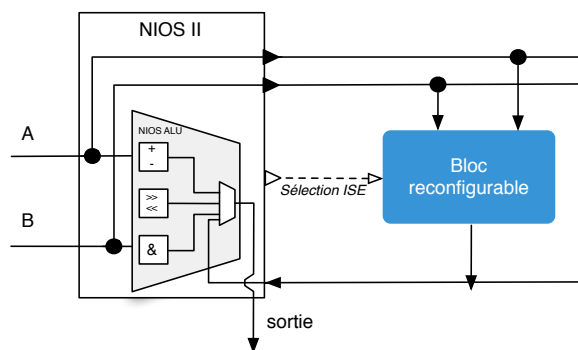 NIOS II
A
NIOS ALU
+
-
>>
<<
B
&
Sélection ISE
Bloc
reconfigurable
sortie